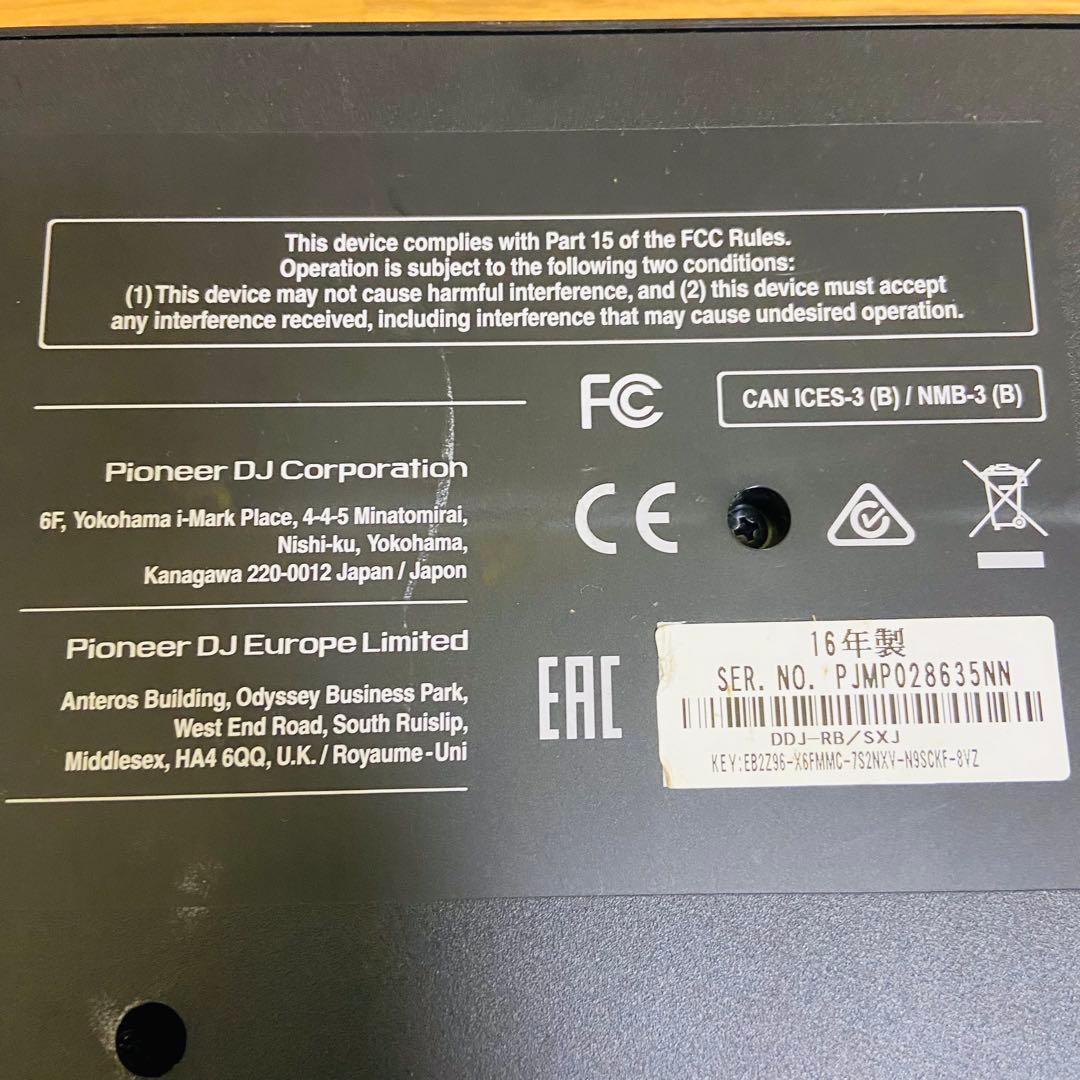 This device complies with Part 15 of the FCC Rules.
Operation is subject to the following two conditions:
(1) This device may not cause harmful interference, and (2) this device must accept
any interference received, including interference that may cause undesired operation.
FC
CAN ICES-3 (B) / NMB-3 (B)
Pioneer DJ Corporation
6F, Yokohama i-Mark Place, 4-4-5 Minatomirai,
Nishi-ku, Yokohama,
Kanagawa 220-0012 Japan / Japon
CE
Pioneer DJ Europe Limited
Anteros Building, Odyssey Business Park,
West End Road, South Ruislip,
Middlesex, HA4 6QQ, U.K. / Royaume-Uni
EAC
16年製
SER. NO. PJMP028635NN
DDJ-RB/SXJ
KEY:EB2Z96-X6FMMC-7S2NXV-N9SCKF-8VZ